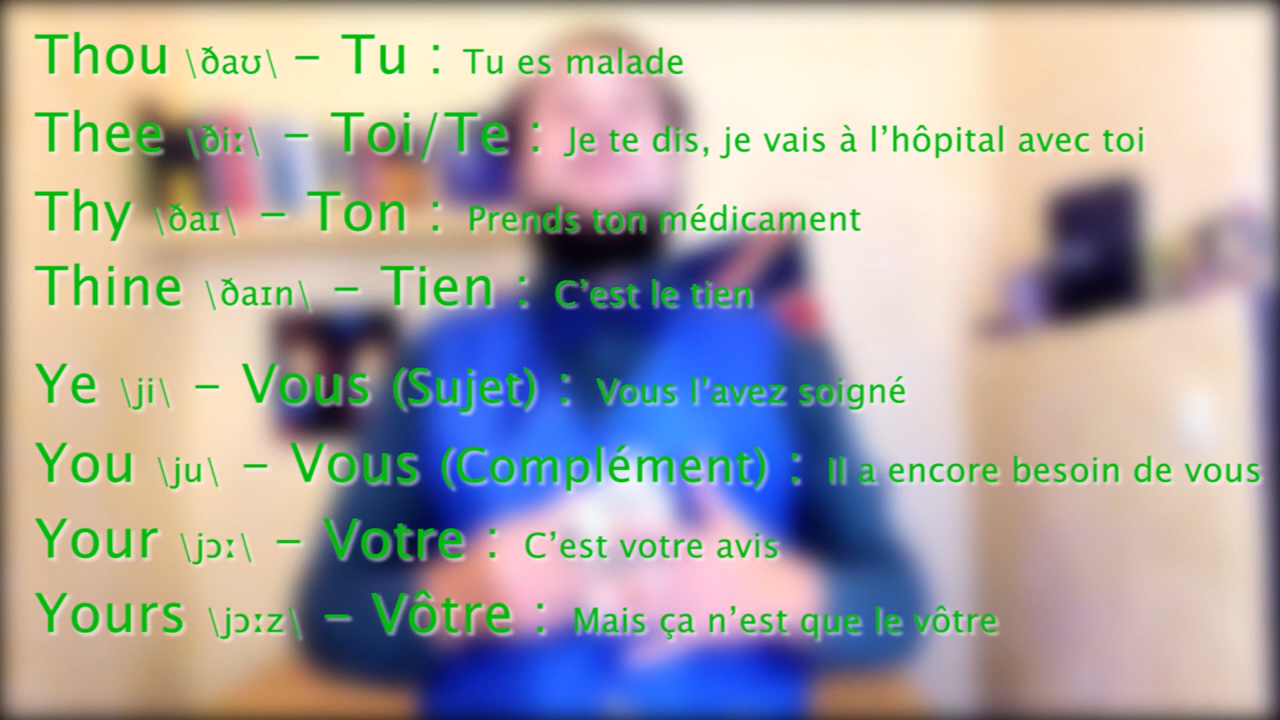 Thou \ðaʊ\ – Tu : Tu es malade
Thee \ðiː\ – Toi/Te : Je te dis, je vais à l’hôpital avec toi
Thy \ðaɪ\ – Ton : Prends ton médicament
Thine \ðaɪn\ – Tien : C’est le tien
Ye \ji\ – Vous (Sujet) : Vous l’avez soigné
You \ju\ – Vous (Complément) : Il a encore besoin de vous
Your \jɔː\ – Votre : C’est votre avis
Yours \jɔːz\ – Vôtre : Mais ça n’est que le vôtre